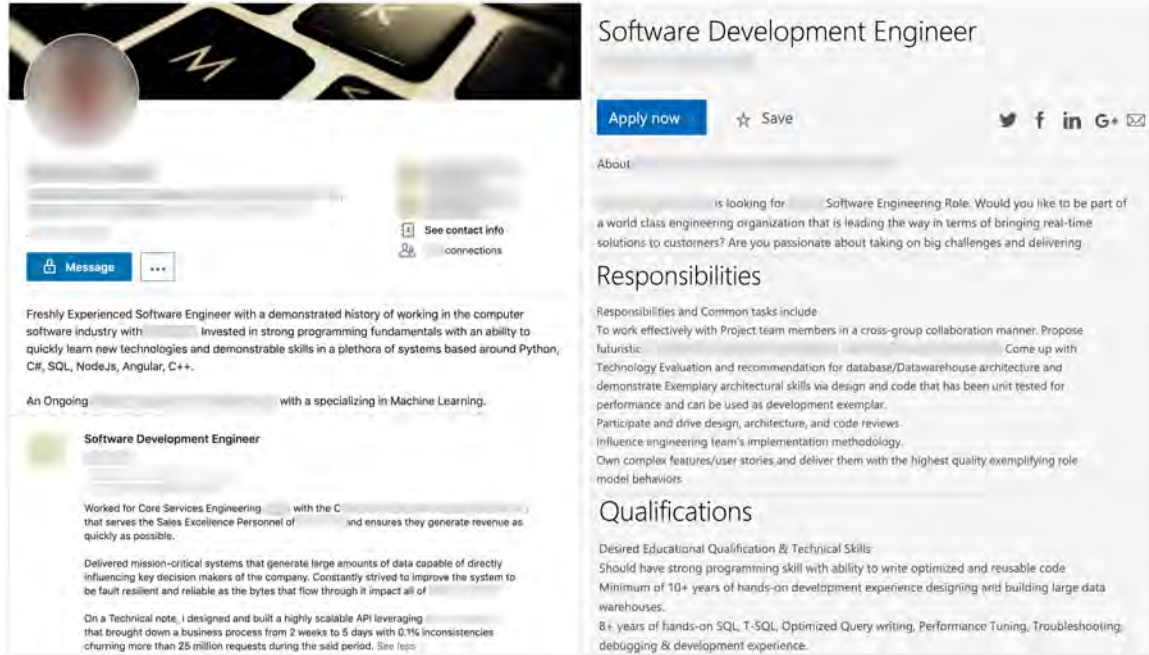 M
K
See contact info
connections
Message
...
Freshly Experienced Software Engineer with a demonstrated history of working in the computer
software industry with Invested in strong programming fundamentals with an ability to
quickly learn new technologies and demonstrable skills in a plethora of systems based around Python,
C#, SQL, NodeJs, Angular, C++.
An Ongoing with a specializing in Machine Learning.
Software Development Engineer
Worked for Core Services Engineering with the C
that serves the Sales Excellence Personnel of and ensures they generate revenue as
quickly as possible.
Delivered mission-critical systems that generate large amounts of data capable of directly
influencing key decision makers of the company. Constantly strived to improve the system to
be fault resilient and reliable as the bytes that flow through it impact all of
On a Technical note, I designed and built a highly scalable API leveraging
that brought down a business process from 2 weeks to 5 days with 0.1% inconsistencies
churning more than 25 million requests during the said period. See less
Software Development Engineer
Apply now
Save
f in G+
About
is looking for Software Engineering Role. Would you like to be part of
a world class engineering organization that is leading the way in terms of bringing real-time
solutions to customers? Are you passionate about taking on big challenges and delivering
Responsibilities
Responsibilities and Common tasks include
To work effectively with Project team members in a cross-group collaboration manner. Propose
futuristic Come up with
Technology Evaluation and recommendation for database/Datawarehouse architecture and
demonstrate Exemplary architectural skills via design and code that has been unit tested for
performance and can be used as development exemplar.
Participate and drive design, architecture, and code reviews
Influence engineering team's implementation methodology.
Own complex features/user stories and deliver them with the highest quality exemplifying role
model behaviors
Qualifications
Desired Educational Qualification & Technical Skills
Should have strong programming skill with ability to write optimized and reusable code
Minimum of 10+ years of hands-on development experience designing and building large data
warehouses.
8+ years of hands-on SQL, T-SQL, Optimized Query writing, Performance Tuning, Troubleshooting,
debugging & development experience.